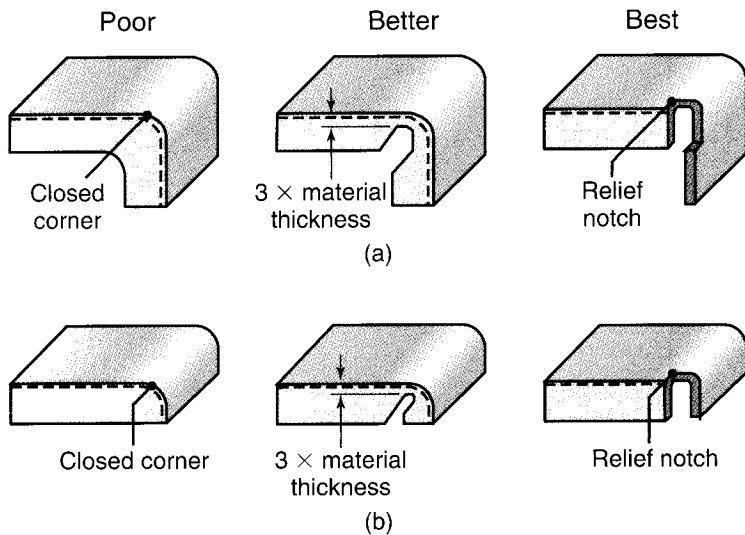 Poor
Better
Best
Closed
corner
3 × material
thickness
Relief
notch
(a)
Closed corner
3 × material
thickness
Relief notch
(b)